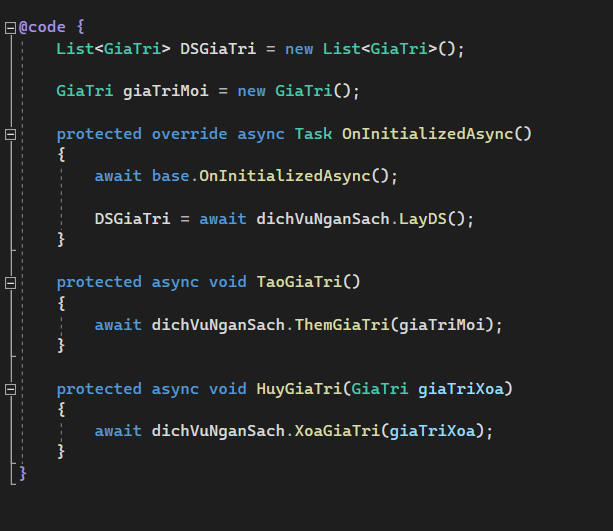 @code {
List<GiaTri> DSGiaTri = new List<GiaTri>();
GiaTri giaTriMoi = new GiaTri();
protected override async Task OnInitializedAsync()
{
await base.OnInitializedAsync();
DSGiaTri = await dichVuNganSach.LayDS();
}
protected async void TaoGiaTri()
{
await dichVuNganSach.ThemGiaTri(giaTriMoi);
}
protected async void HuyGiaTri(GiaTri giaTriXoa)
{
await dichVuNganSach.XoaGiaTri(giaTriXoa);
}
}